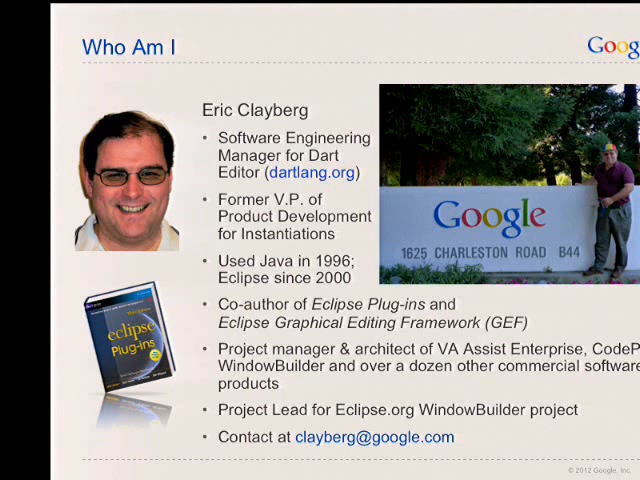 Who Am I
Google
Eric Clayberg
• Software Engineering
Manager for Dart
Editor (dartlang.org)
• Former V.P. of
Product Development
for Instantiations
• Used Java in 1996;
Eclipse since 2000
• Co-author of Eclipse Plug-ins and
Eclipse Graphical Editing Framework (GEF)
• Project manager & architect of VA Assist Enterprise, CodeP
WindowBuilder and over a dozen other commercial software
products
• Project Lead for Eclipse.org WindowBuilder project
• Contact at clayberg@google.com
Google
1625 CHARLESTON ROAD B44
eclipse
Plug-ins
© 2012 Google, Inc.